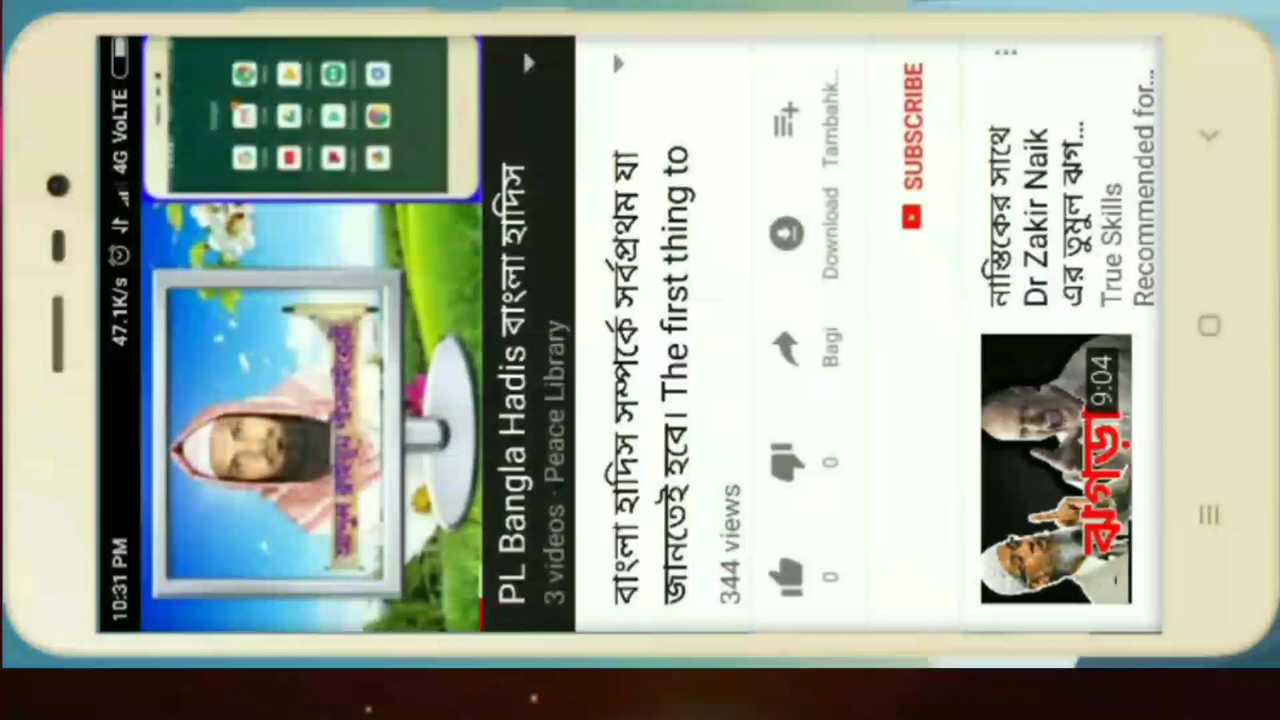 10:31 PM
47.1K/s
4G VoLTE
PL Bangla Hadis বাংলা হাদিস
3 videos · Peace Library
বাংলা হাদিস সম্পর্কে সর্বপ্রথম যা
জানতেই হবে। The first thing to
344 views
0
0
Bagi
Download
Tambahk...
SUBSCRIBE
ঝগড়া
9:04
নাস্তিকের সাথে
Dr Zakir Naik
এর তুমুল ঝগ...
True Skills
Recommended for...